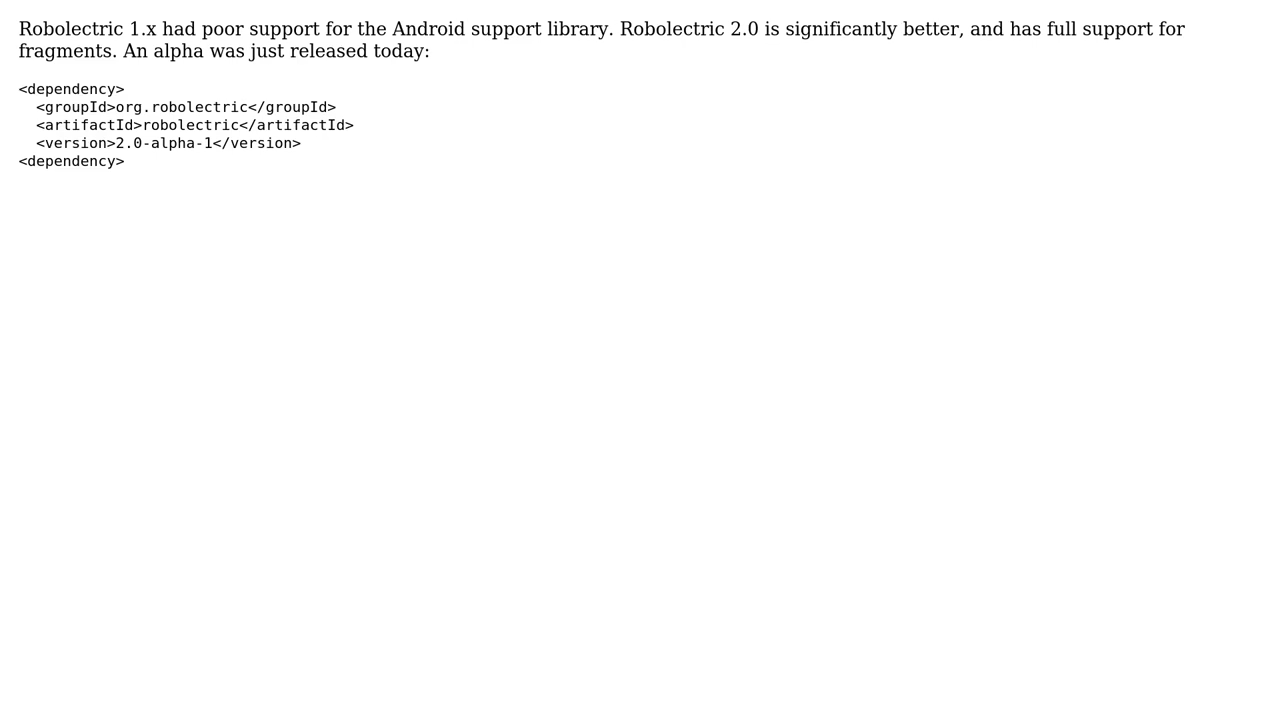 Robolectric 1.x had poor support for the Android support library. Robolectric 2.0 is significantly better, and has full support for
fragments. An alpha was just released today:
<dependency>
  <groupId>org.robolectric</groupId>
  <artifactId>robolectric</artifactId>
  <version>2.0-alpha-1</version>
<dependency>